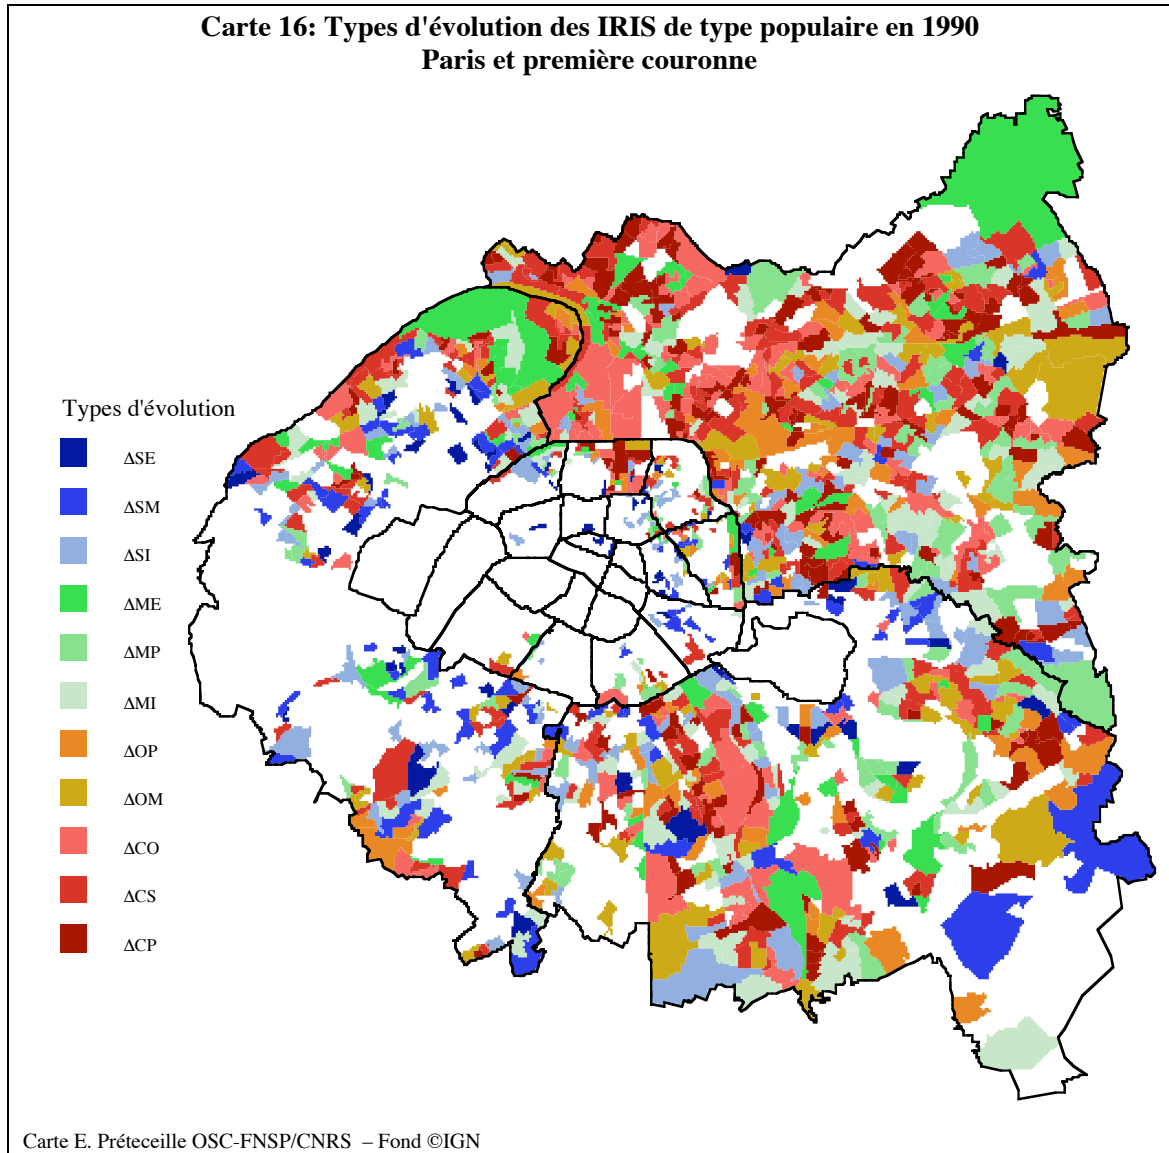 Carte 16: Types d'évolution des IRIS de type populaire en 1990
Paris et première couronne
Types d'évolution
ΔSE
ΔSM
ΔSI
ΔME
ΔMP
ΔMI
ΔOP
ΔOM
ΔCO
ΔCS
ΔCP
Carte E. Préteceille OSC-FNSP/CNRS – Fond ©IGN